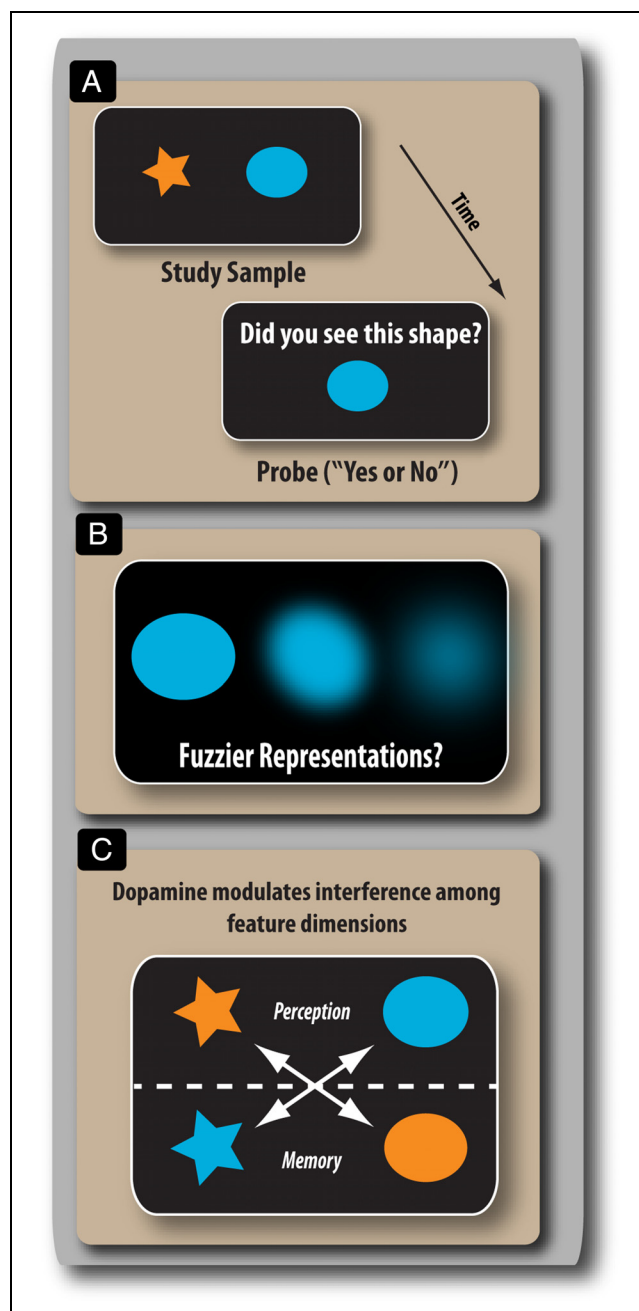 A
Time
Study Sample
Did you see this shape?
Probe (“Yes or No”)
B
Fuzzier Representations?
C
Dopamine modulates interference among
feature dimensions
Perception
Memory